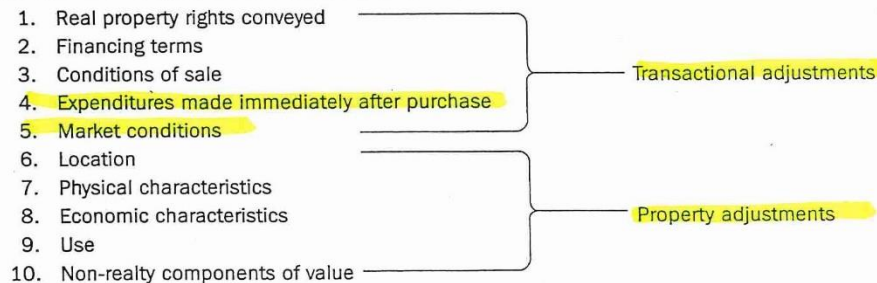 1. Real property rights conveyed
2. Financing terms
3. Conditions of sale
Transactional adjustments
4. Expenditures made immediately after purchase
5. Market conditions
6. Location
7. Physical characteristics
8. Economic characteristics
Property adjustments
9. Use
10. Non-realty components of value